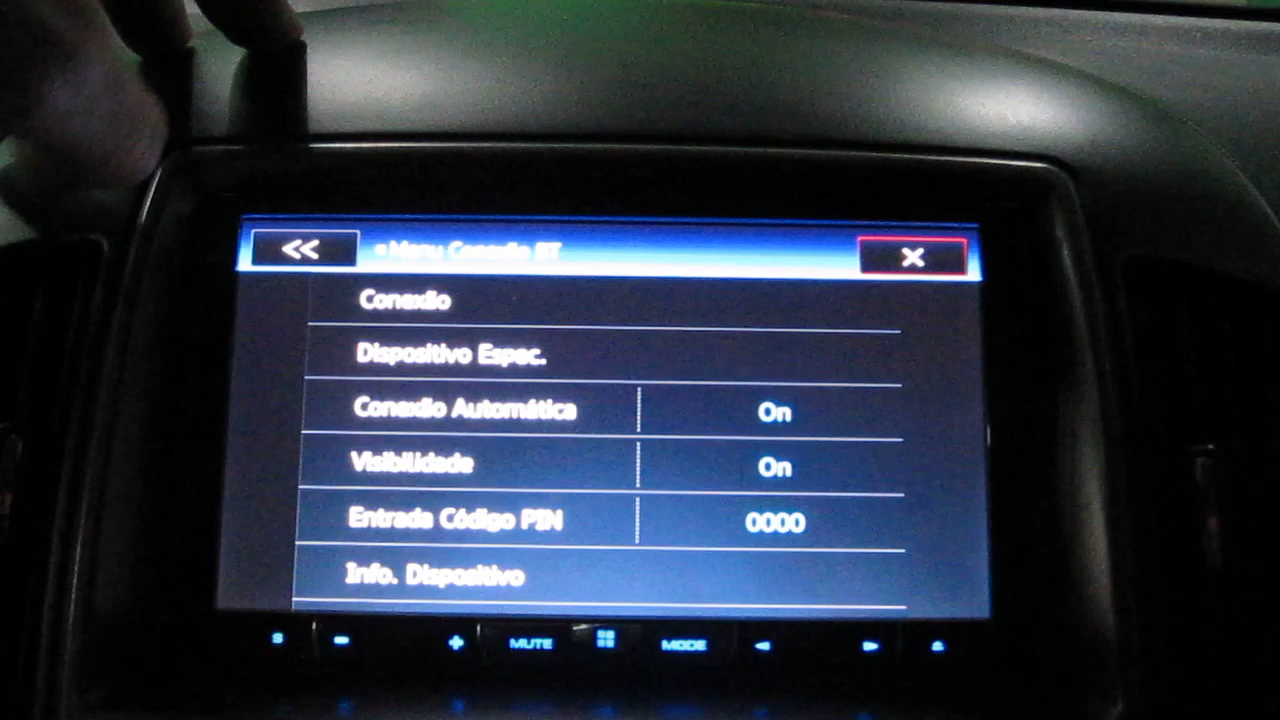 << Menu Conexão BT X
Conexão
Dispositivo Espec.
Conexão Automática On
Visibilidade On
Entrada Código PIN 0000
Info. Dispositivo
S - + MUTE MODE